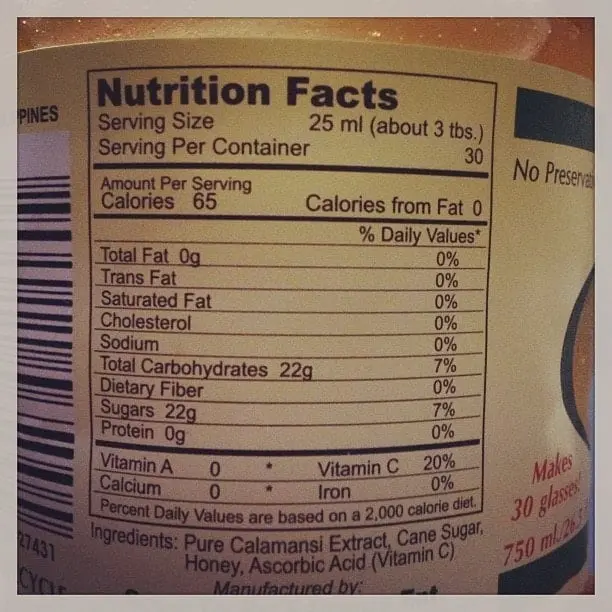 PPINES
Nutrition Facts
Serving Size 25 ml (about 3 tbs.)
Serving Per Container 30
Amount Per Serving
Calories 65 Calories from Fat 0
% Daily Values*
Total Fat 0g 0%
Trans Fat 0%
Saturated Fat 0%
Cholesterol 0%
Sodium 0%
Total Carbohydrates 22g 7%
Dietary Fiber 0%
Sugars 22g 7%
Protein 0g 0%
Vitamin A 0 * Vitamin C 20%
Calcium 0 * Iron 0%
Percent Daily Values are based on a 2,000 calorie diet.
Ingredients: Pure Calamansi Extract, Cane Sugar,
Honey, Ascorbic Acid (Vitamin C)
Manufactured by:
27431
CYCLE
No Preserva
Makes
30 glasses
750 ml./26.5